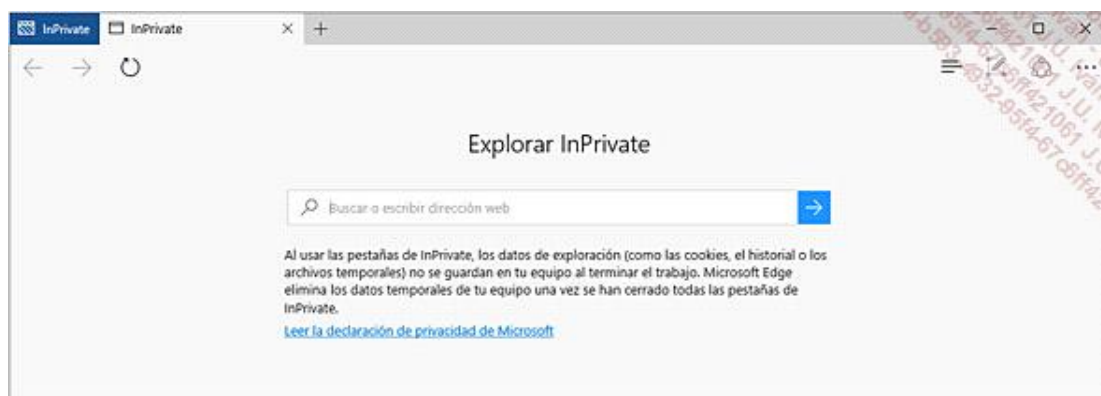 InPrivate InPrivate
Explorar InPrivate
Buscar o escribir dirección web
Al usar las pestañas de InPrivate, los datos de exploración (como las cookies, el historial o los
archivos temporales) no se guardan en tu equipo al terminar el trabajo. Microsoft Edge
elimina los datos temporales de tu equipo una vez se han cerrado todas las pestañas de
InPrivate.
Leer la declaración de privacidad de Microsoft